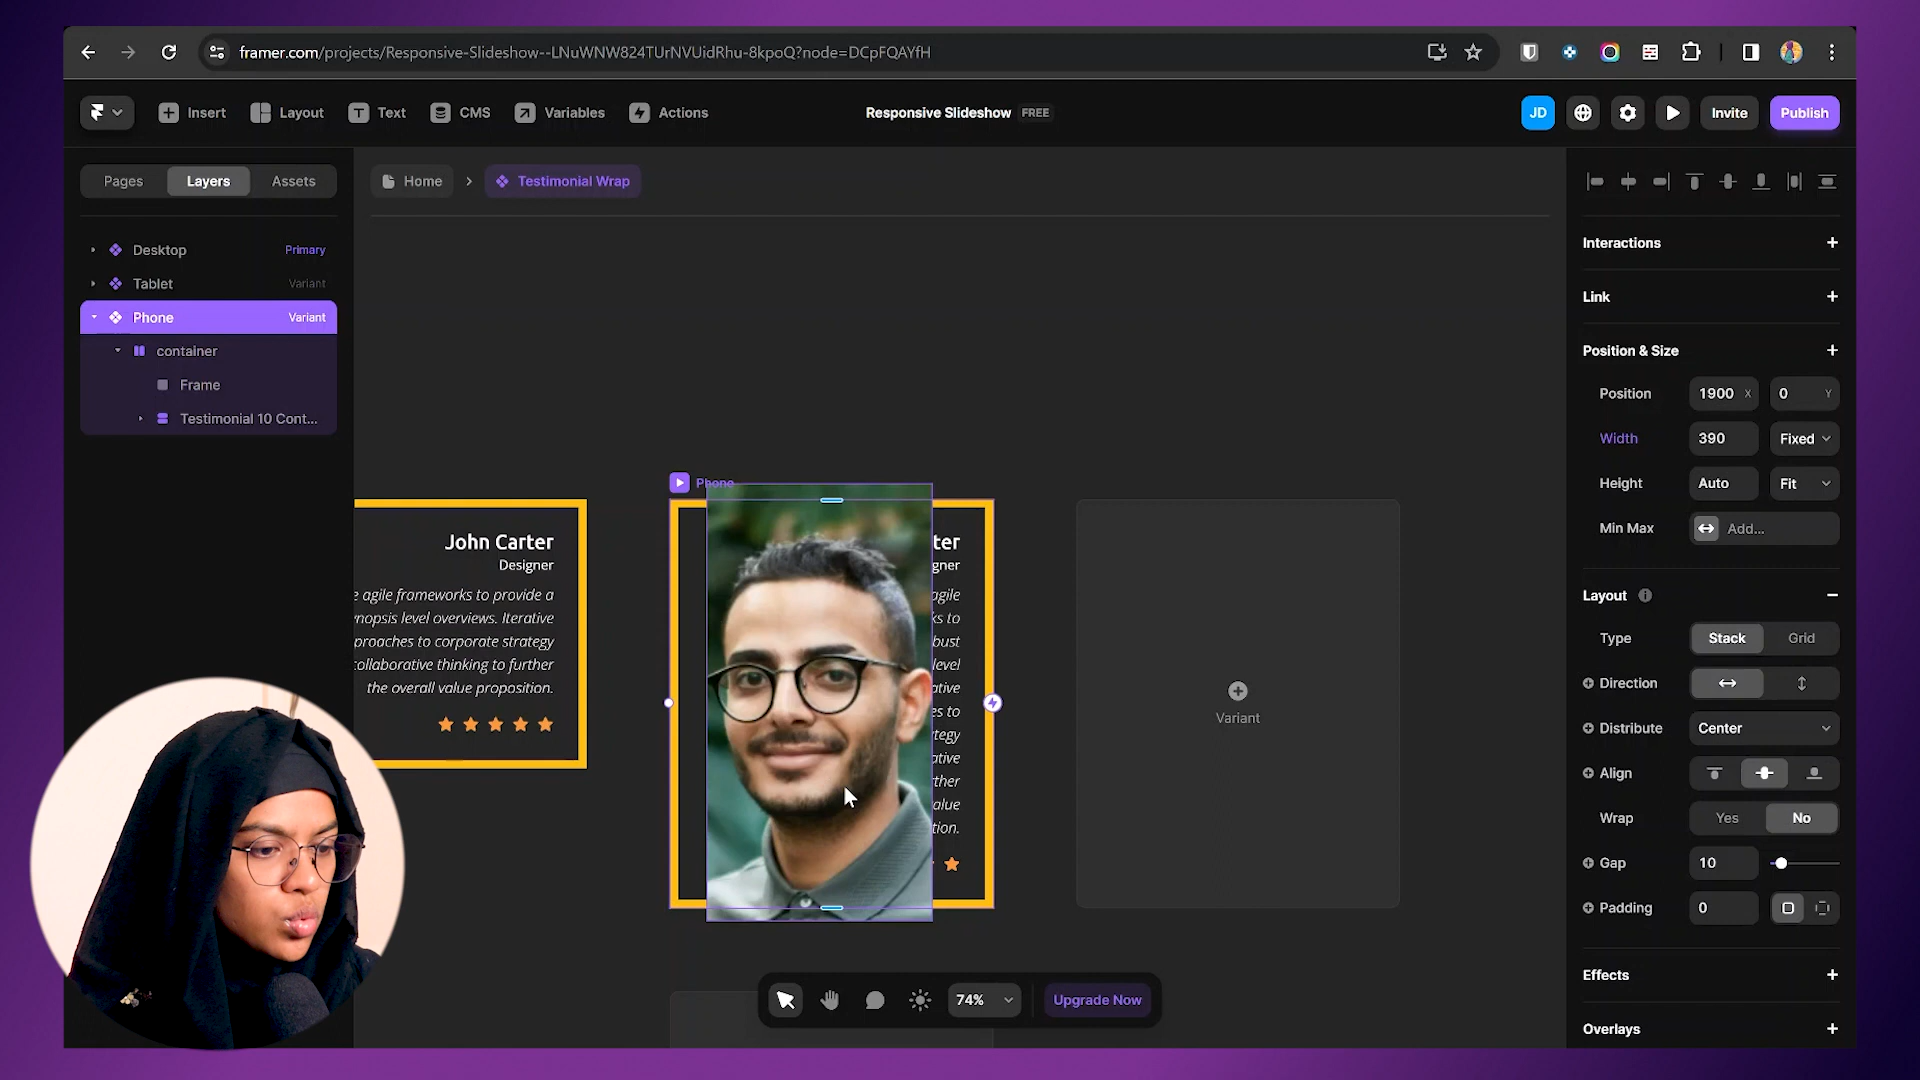 framer.com/projects/Responsive-Slideshow--LNuWNW824TUrNVUidRhu-8kpoQ?node=DCpFQAYfH
Insert
Layout
Text
CMS
Variables
Actions
Responsive Slideshow
FREE
JD
Invite
Publish
Pages
Layers
Assets
Home
Testimonial Wrap
Desktop
Primary
Tablet
Variant
Phone
Variant
container
Frame
Testimonial 10 Cont...
Phone
John Carter
Designer
e agile frameworks to provide a
ynopsis level overviews. Iterative
proaches to corporate strategy
collaborative thinking to further
the overall value proposition.
ter
gner
agile
ks to
bust
level
ative
es to
tegy
ative
ther
alue
tion.
Variant
74%
Upgrade Now
Interactions
Link
Position & Size
Position
1900
X
0
Y
Width
390
Fixed
Height
Auto
Fit
Min Max
Add...
Layout
Type
Stack
Grid
Direction
Distribute
Center
Align
Wrap
Yes
No
Gap
10
Padding
0
Effects
Overlays